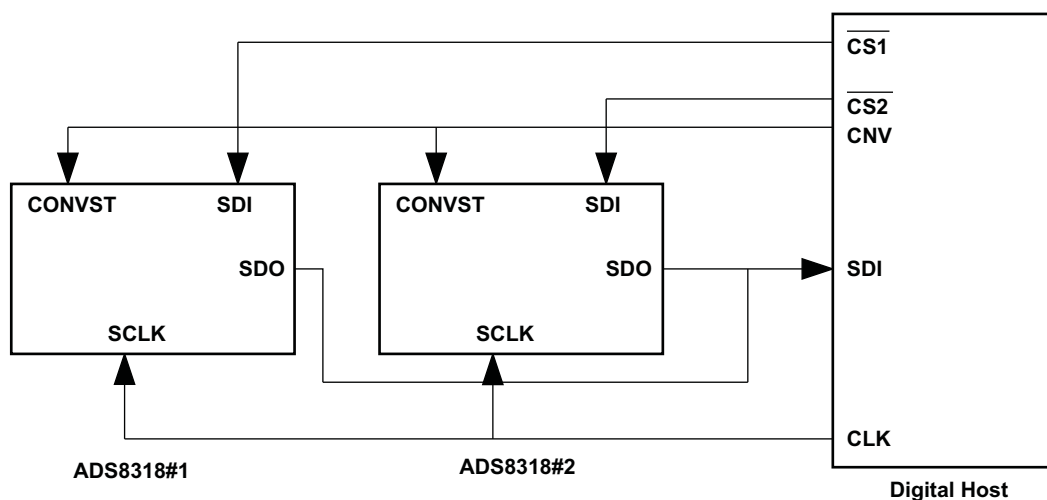 CS1
CS2
CNV
CONVST SDI CONVST SDI
SDO SDO SDI
SCLK SCLK
CLK
ADS8318#1 ADS8318#2
Digital Host